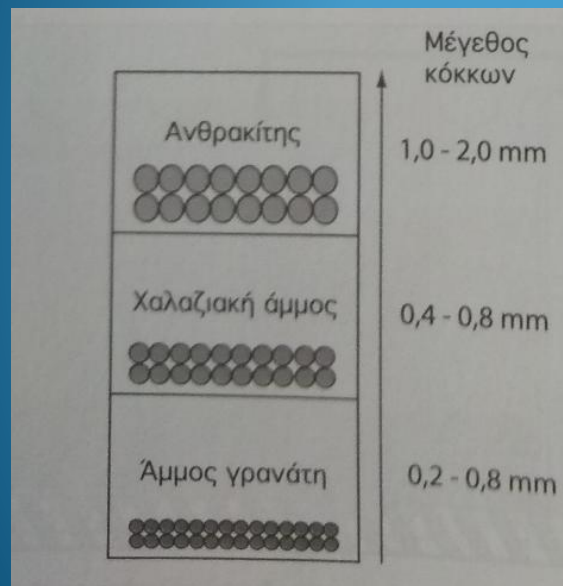 Μέγεθος
κόκκων
Ανθρακίτης
1,0 - 2,0 mm
Χαλαζιακή άμμος
0,4 - 0,8 mm
Άμμος γρανάτη
0,2 - 0,8 mm